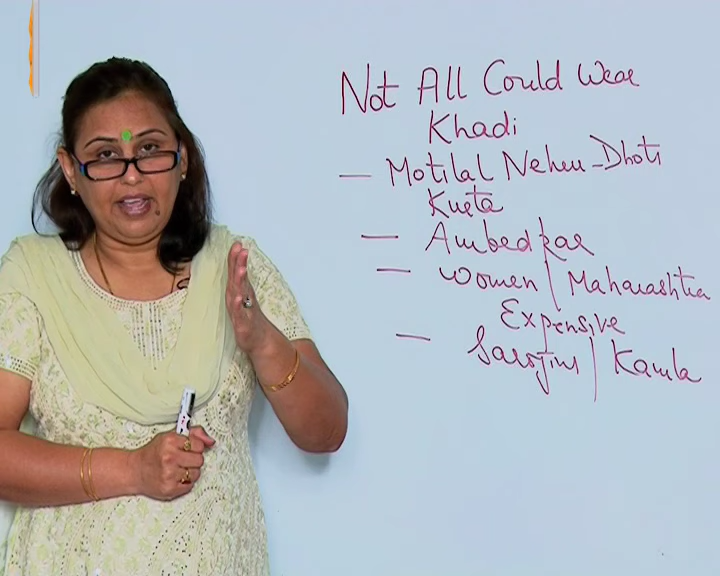 Not All Could Wear
Khadi
— Motilal Nehru - Dhoti
Kurta
— Ambedkar
— Women | Maharashtra
Expensive
— Sarojini | Kamla